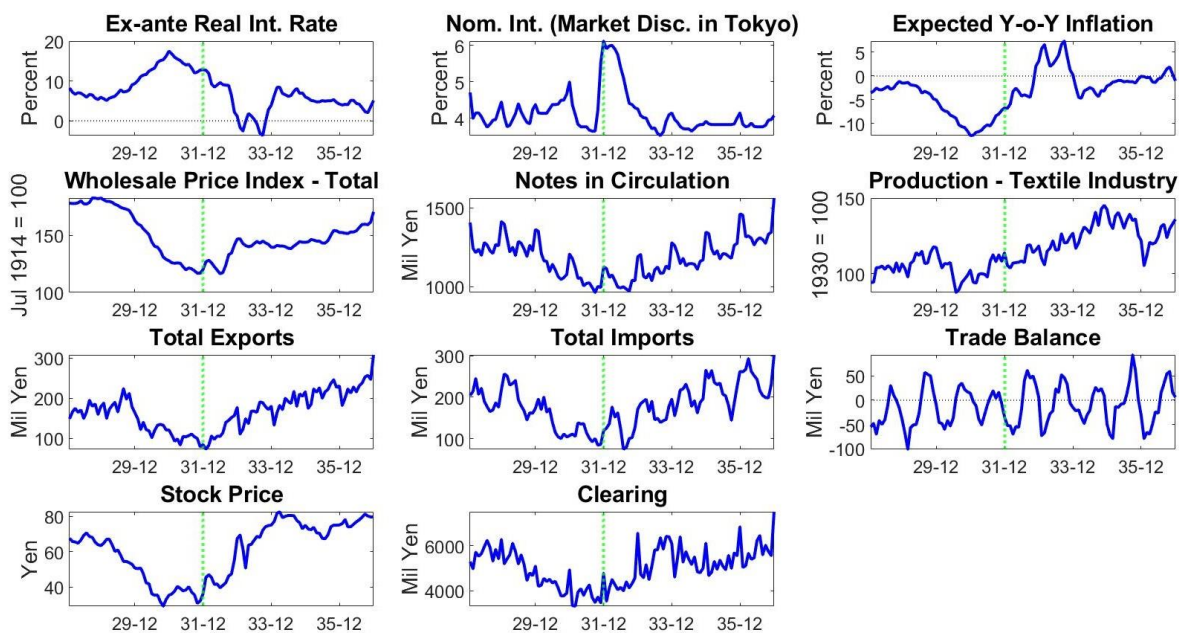 Ex-ante Real Int. Rate
20
10
0
Percent
29-12 31-12 33-12 35-12
Nom. Int. (Market Disc. in Tokyo)
6
5
4
Percent
29-12 31-12 33-12 35-12
Expected Y-o-Y Inflation
5
0
-5
-10
Percent
29-12 31-12 33-12 35-12
Wholesale Price Index - Total
150
100
Jul 1914 = 100
29-12 31-12 33-12 35-12
Notes in Circulation
1500
1000
Mil Yen
29-12 31-12 33-12 35-12
Production - Textile Industry
150
100
1930 = 100
29-12 31-12 33-12 35-12
Total Exports
300
200
100
Mil Yen
29-12 31-12 33-12 35-12
Total Imports
300
200
100
Mil Yen
29-12 31-12 33-12 35-12
Trade Balance
50
0
-50
-100
Mil Yen
29-12 31-12 33-12 35-12
Stock Price
80
60
40
Yen
29-12 31-12 33-12 35-12
Clearing
6000
4000
Mil Yen
29-12 31-12 33-12 35-12